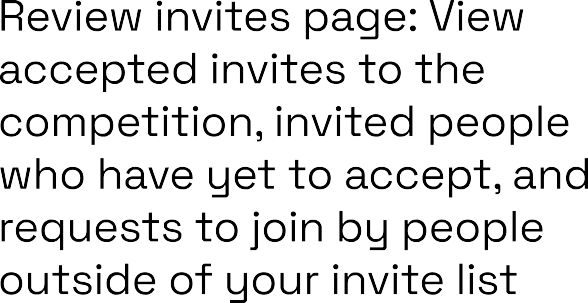 Review invites page: View
accepted invites to the
competition, invited people
who have yet to accept, and
requests to join by people
outside of your invite list